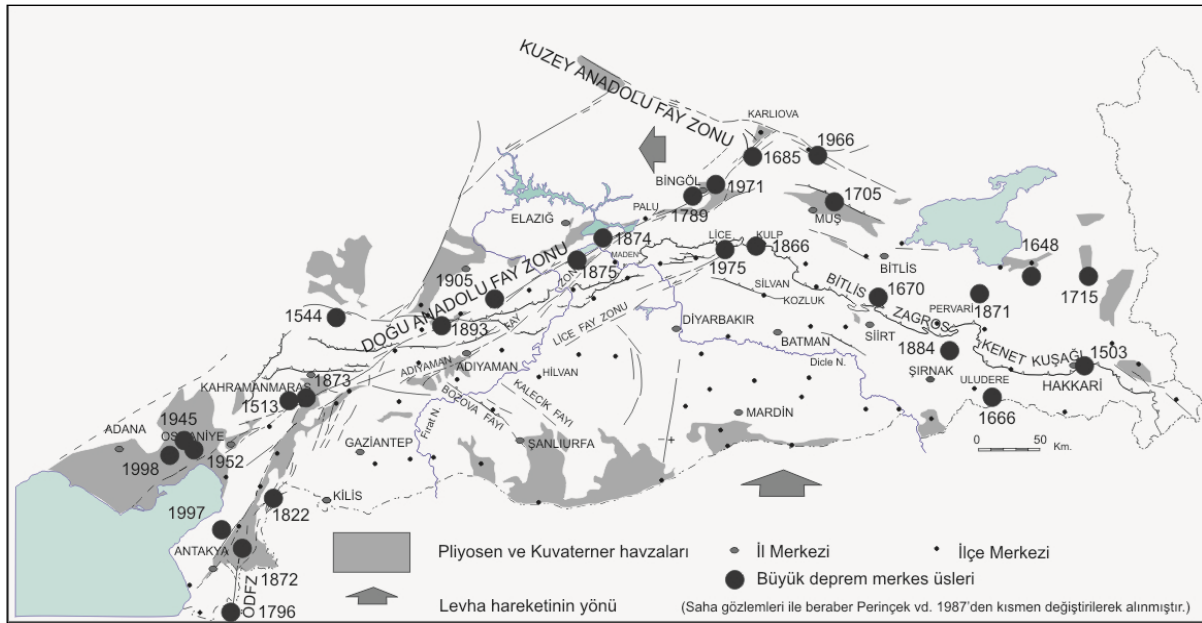 KUZEY ANADOLU FAY ZONU
KARLIOVA
1966
1685
BİNGÖL
1971
1789
1705
MUŞ
PALU
ELAZIĞ
1874
LİCE
KULP
1866
1648
MADEN
1875
1975
BİTLİS
DOĞU ANADOLU FAY ZONU
ZONU
FAY
1905
SİLVAN
KOZLUK
1670
PERVARİ
1871
1715
BİTLİS ZAGROS KENET KUŞAĞI
1544
1893
LİCE FAY ZONU
DİYARBAKIR
BATMAN
SİİRT
1884
Dicle N.
1503
ADIYAMAN
ADIYAMAN
HİLVAN
ŞIRNAK
HAKKARİ
KAHRAMANMARAŞ
1873
1513
BOZOVA FAYI
KALECİK FAYI
ULUDERE
1666
MARDİN
1945
ADANA
OSMANİYE
GAZİANTEP
Fırat N.
ŞANLIURFA
0 50
Km.
1998
1952
KİLİS
1997
1822
ANTAKYA
1872
ÖDFZ
1796
Pliyosen ve Kuvaterner havzaları
İl Merkezi
İlçe Merkezi
Büyük deprem merkes üsleri
Levha hareketinin yönü
(Saha gözlemleri ile beraber Perinçek vd. 1987'den kısmen değiştirilerek alınmıştır.)